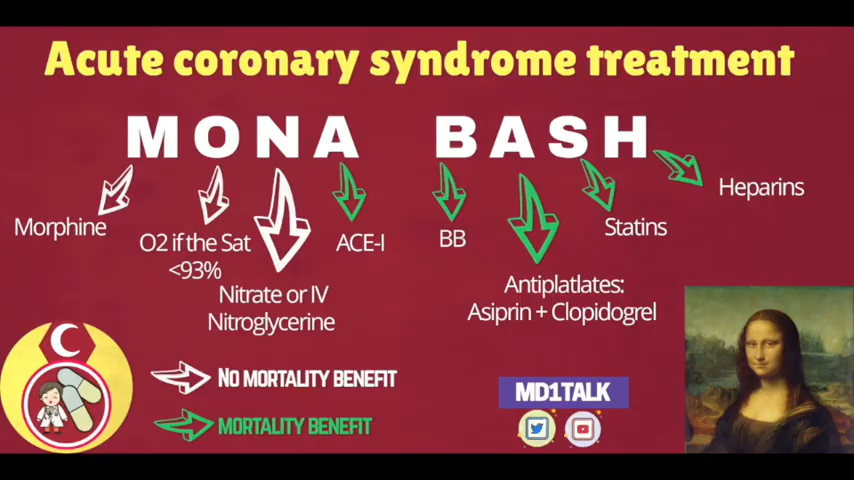 Acute coronary syndrome treatment
MONA BASH
Morphine
O2 if the Sat
<93%
Nitrate or IV
Nitroglycerine
ACE-I
BB
Antiplatlates:
Asiprin + Clopidogrel
Statins
Heparins
NO MORTALITY BENEFIT
MORTALITY BENEFIT
MD1TALK